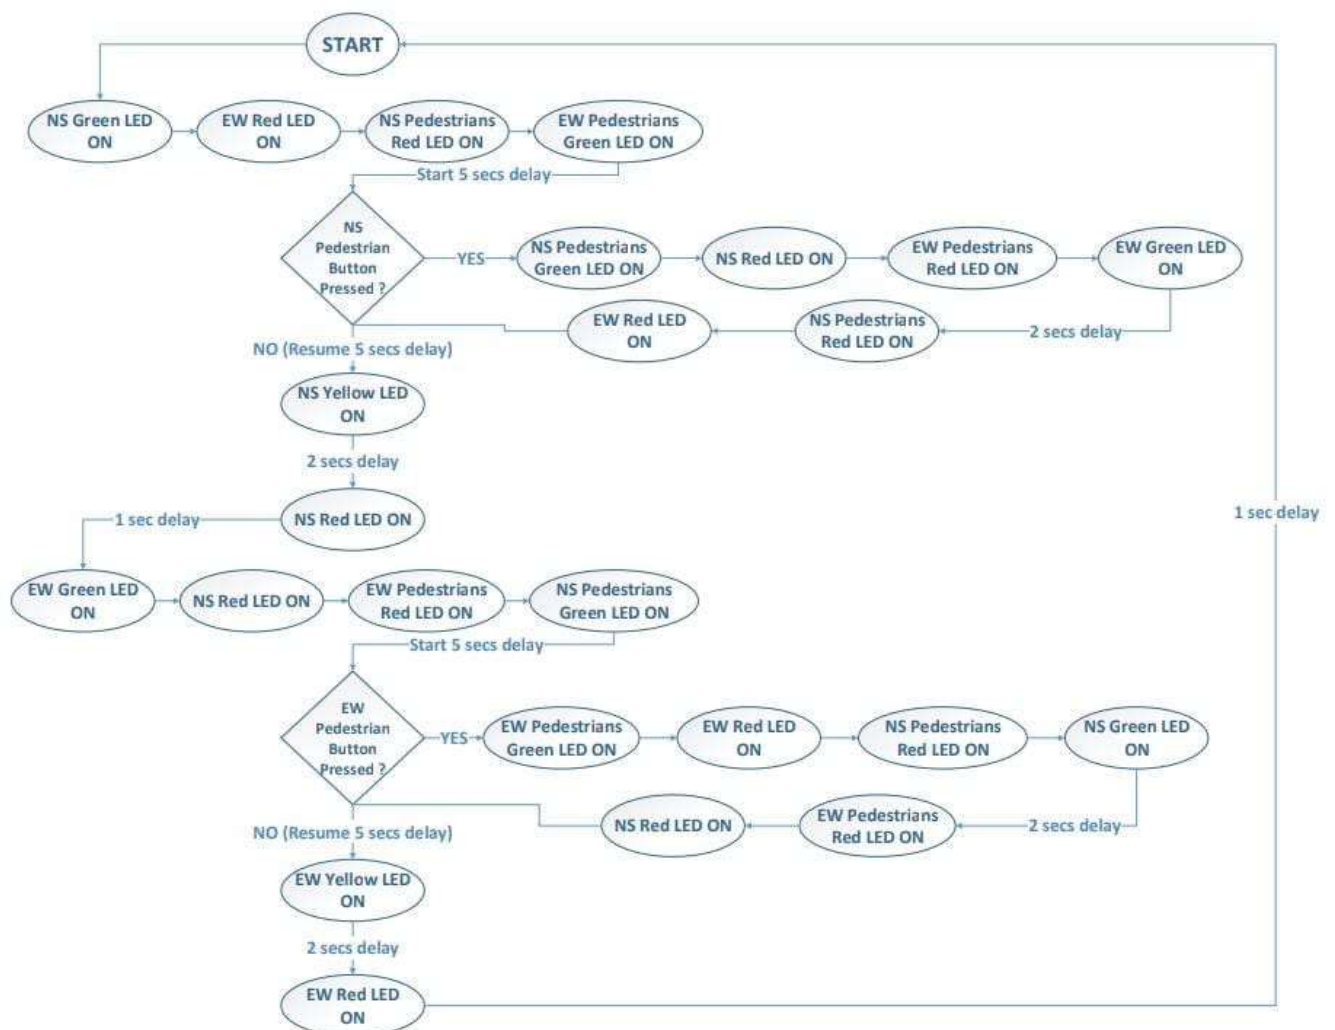 START
NS Green LED
ON
EW Red LED
ON
NS Pedestrians
Red LED ON
EW Pedestrians
Green LED ON
Start 5 secs delay
NS
Pedestrian
Button
Pressed ?
YES
NS Pedestrians
Green LED ON
NS Red LED ON
EW Pedestrians
Red LED ON
EW Green LED
ON
2 secs delay
NS Pedestrians
Red LED ON
EW Red LED
ON
NO (Resume 5 secs delay)
NS Yellow LED
ON
2 secs delay
NS Red LED ON
1 sec delay
EW Green LED
ON
NS Red LED ON
EW Pedestrians
Red LED ON
NS Pedestrians
Green LED ON
Start 5 secs delay
EW
Pedestrian
Button
Pressed ?
YES
EW Pedestrians
Green LED ON
EW Red LED
ON
NS Pedestrians
Red LED ON
NS Green LED
ON
2 secs delay
EW Pedestrians
Red LED ON
NS Red LED ON
NO (Resume 5 secs delay)
EW Yellow LED
ON
2 secs delay
EW Red LED
ON
1 sec delay